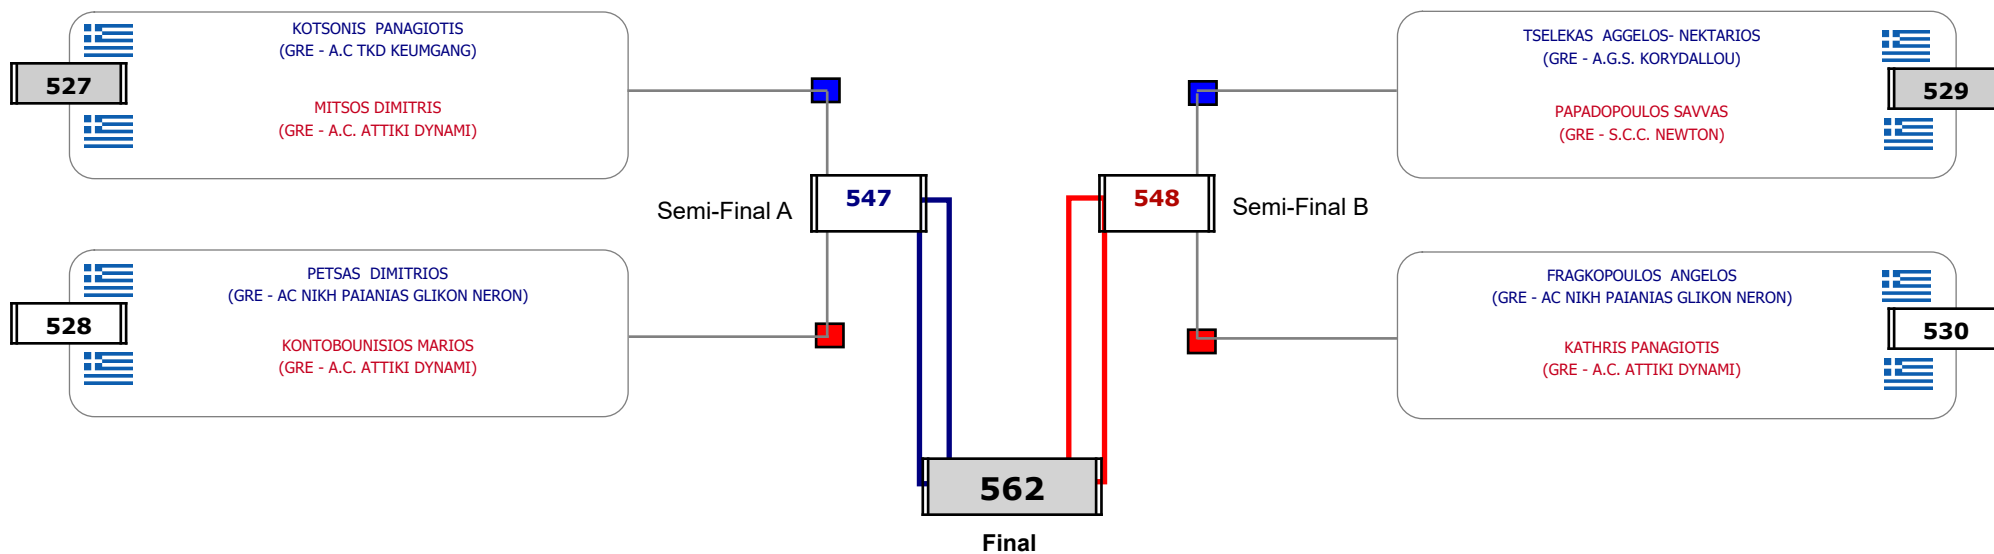 KOTSONIS PANAGIOTIS
(GRE - A.C TKD KEUMGANG)
527
MITSOS DIMITRIS
(GRE - A.C. ATTIKI DYNAMI)
TSELEKAS AGGELOS- NEKTARIOS
(GRE - A.G.S. KORYDALLOU)
529
PAPADOPOULOS SAVVAS
(GRE - S.C.C. NEWTON)
Semi-Final A
547
548
Semi-Final B
PETSAS DIMITRIOS
(GRE - AC NIKH PAIANIAS GLIKON NERON)
528
KONTOBOUNISIOS MARIOS
(GRE - A.C. ATTIKI DYNAMI)
FRAGKOPOULOS ANGELOS
(GRE - AC NIKH PAIANIAS GLIKON NERON)
530
KATHRIS PANAGIOTIS
(GRE - A.C. ATTIKI DYNAMI)
562
Final